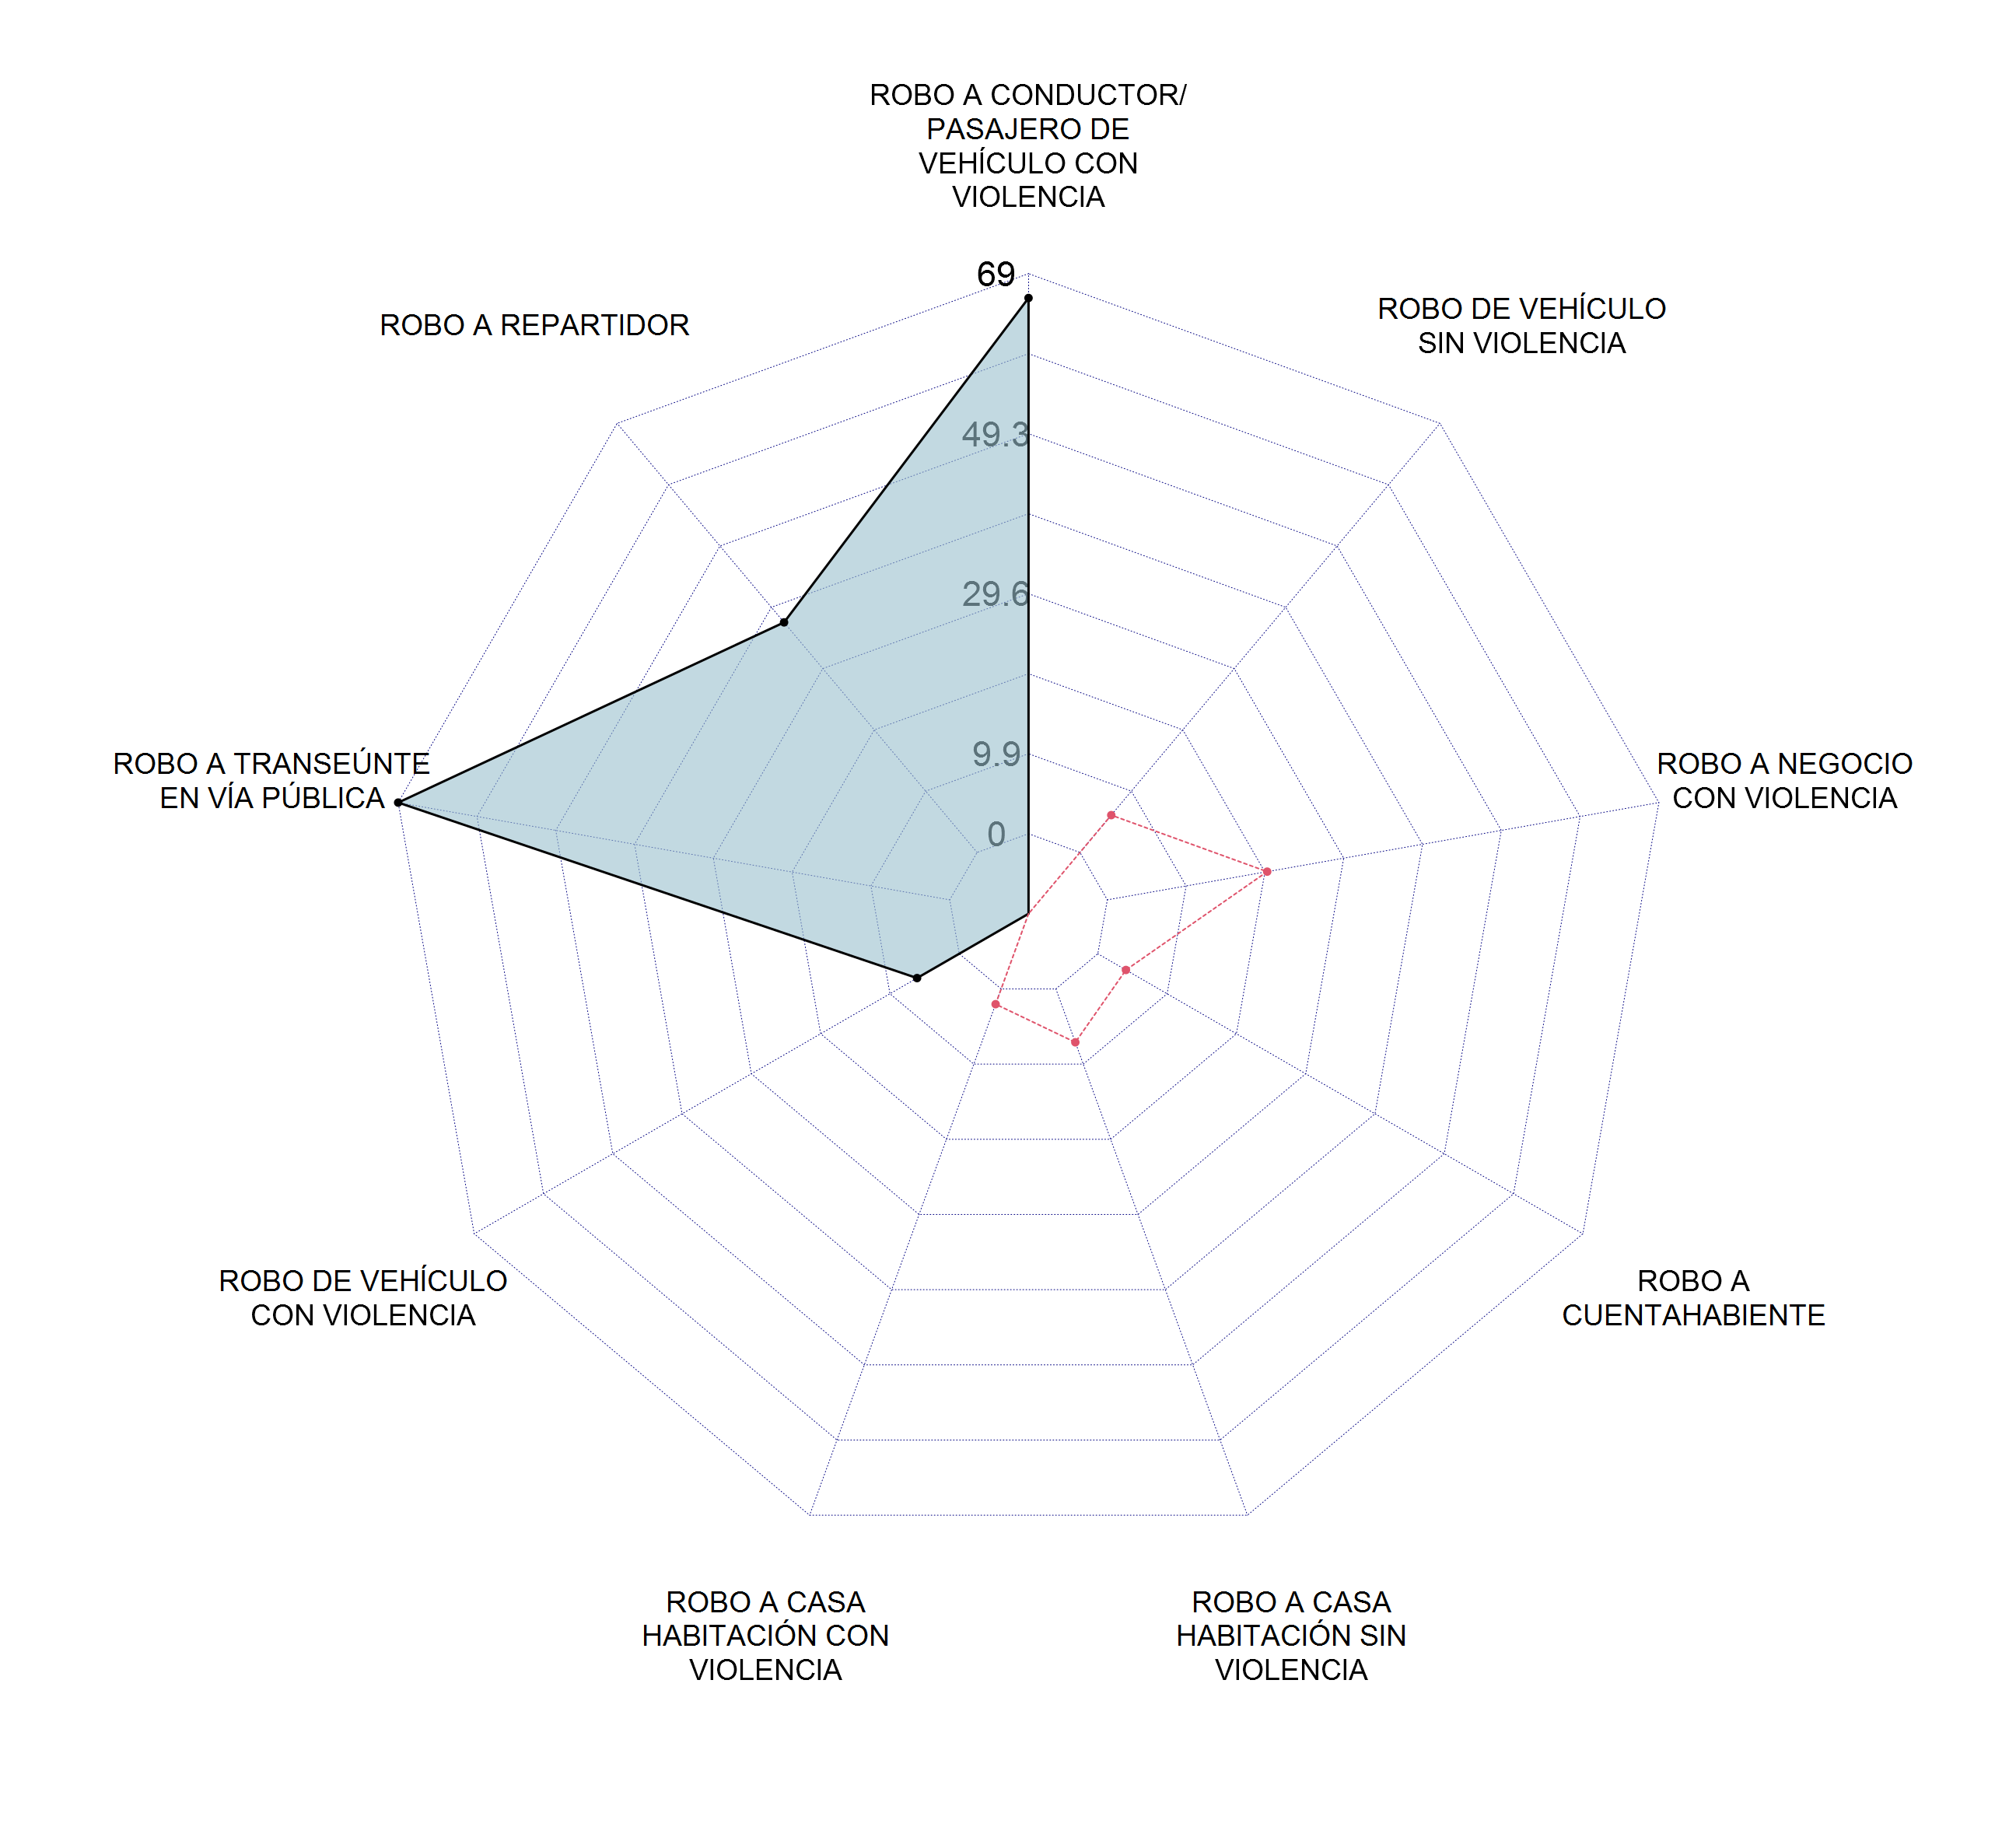 ROBO A CONDUCTOR/
PASAJERO DE
VEHÍCULO CON
VIOLENCIA
69
ROBO DE VEHÍCULO
SIN VIOLENCIA
ROBO A REPARTIDOR
49.3
29.6
ROBO A TRANSEÚNTE
EN VÍA PÚBLICA
9.9
ROBO A NEGOCIO
CON VIOLENCIA
0
ROBO DE VEHÍCULO
CON VIOLENCIA
ROBO A
CUENTAHABIENTE
ROBO A CASA
HABITACIÓN CON
VIOLENCIA
ROBO A CASA
HABITACIÓN SIN
VIOLENCIA